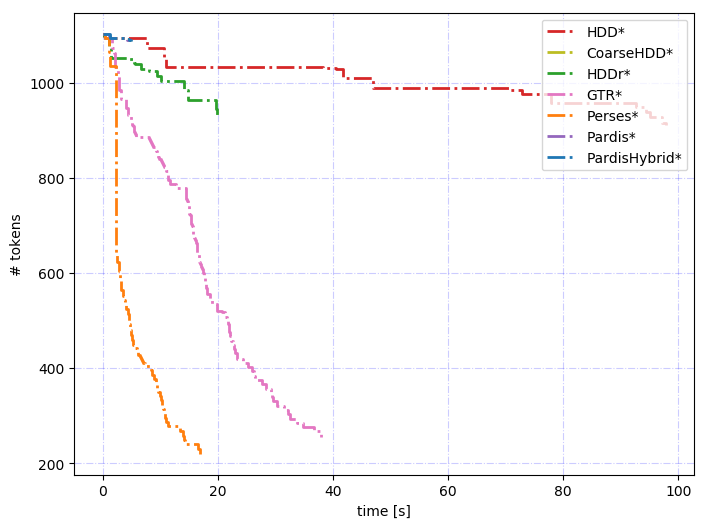 HDD*
CoarseHDD*
HDDr*
GTR*
Perses*
Pardis*
PardisHybrid*
1000
800
600
400
200
# tokens
0 20 40 60 80 100
time [s]